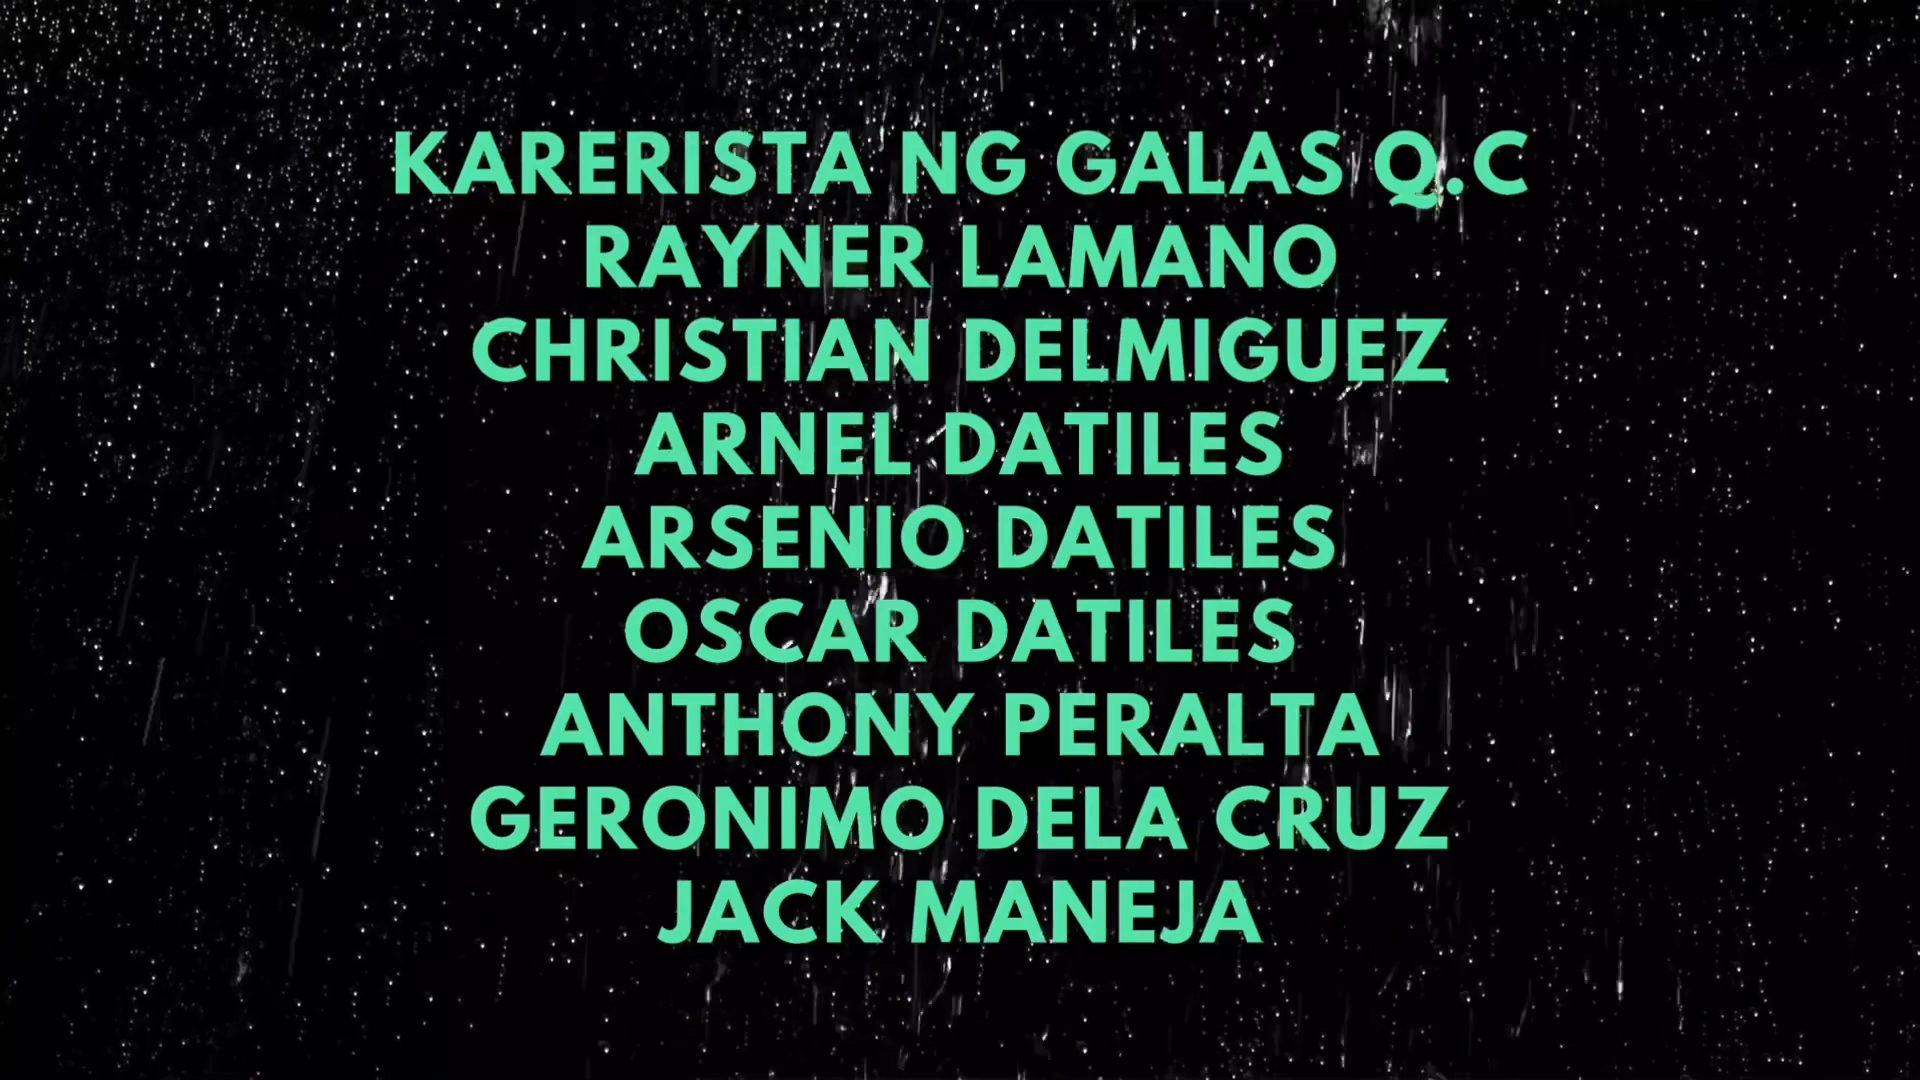 KARERISTA NG GALAS Q.C
RAYNER LAMANO
CHRISTIAN DELMIGUEZ
ARNEL DATILES
ARSENIO DATILES
OSCAR DATILES
ANTHONY PERALTA
GERONIMO DELA CRUZ
JACK MANEJA